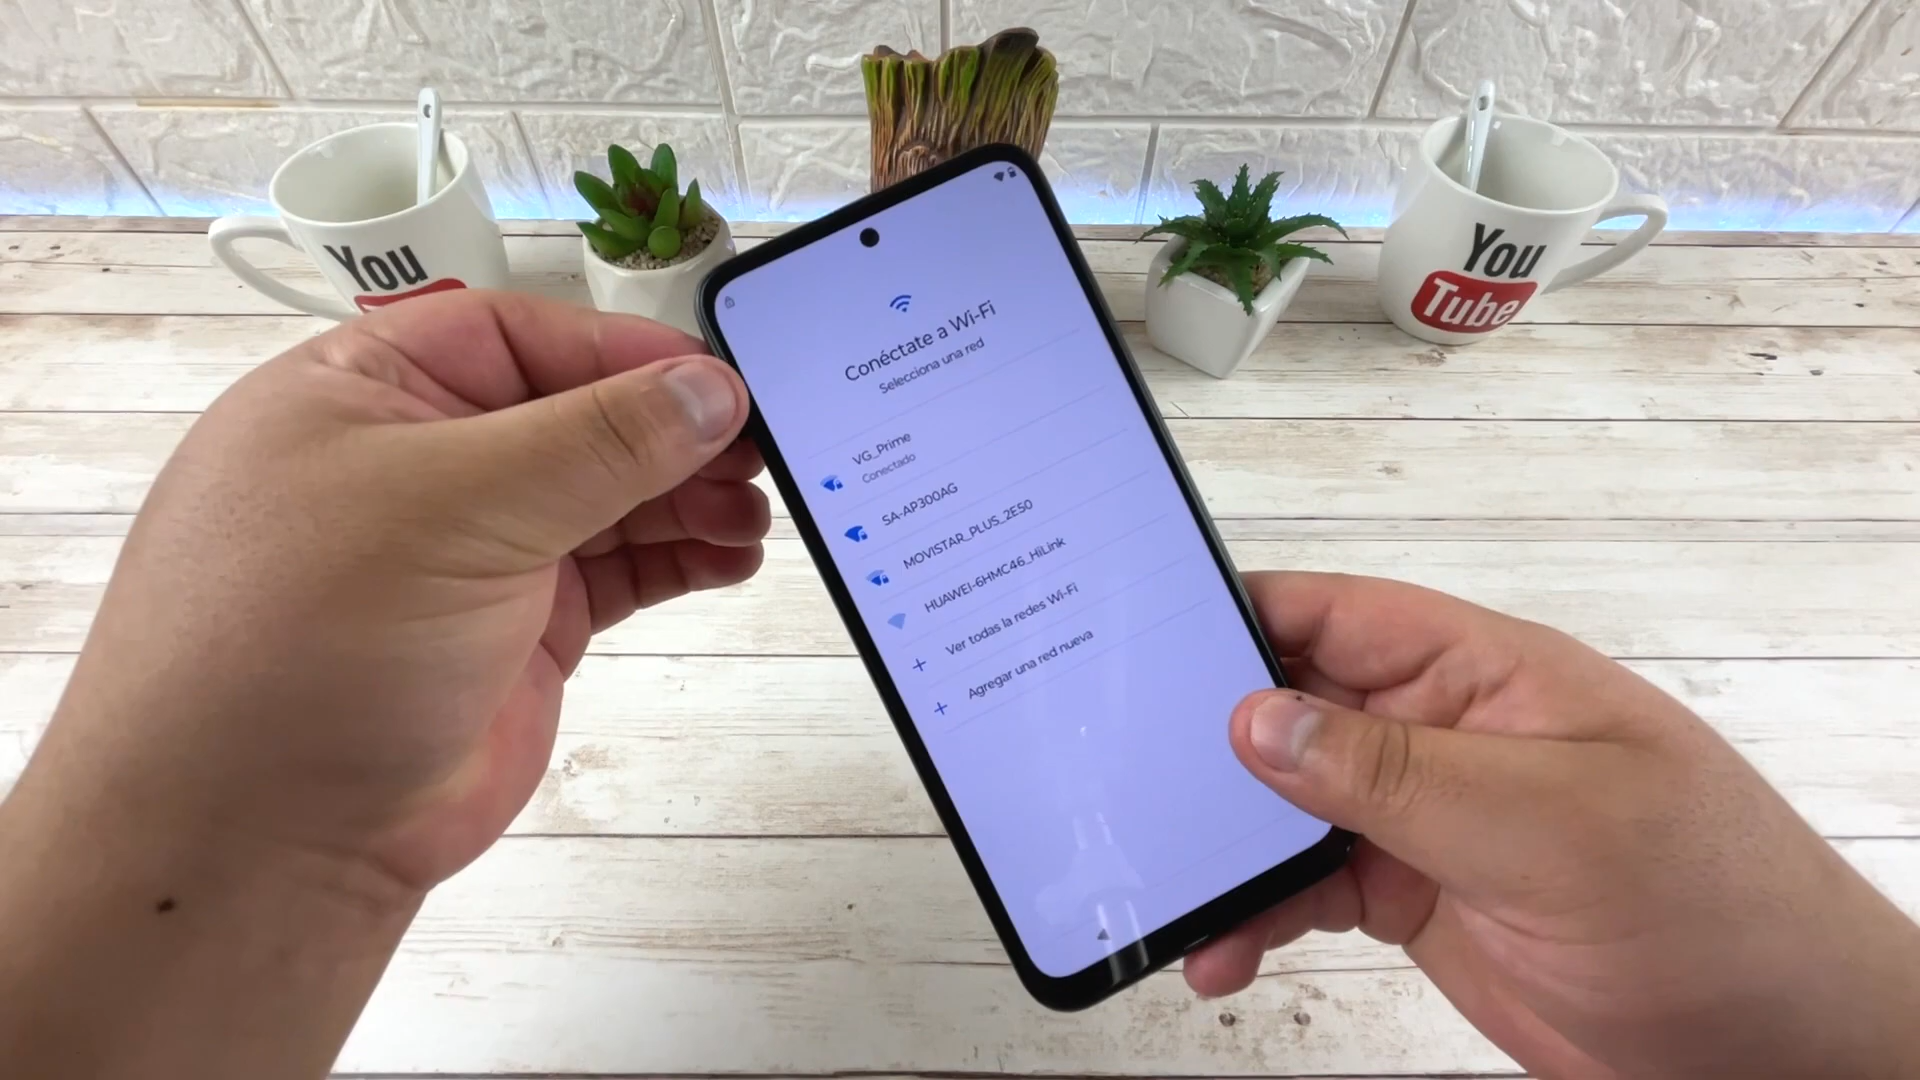 You
You
Tube
Conéctate a Wi-Fi
Selecciona una red
VG_Prime
Conectado
SA-AP300AG
MOVISTAR_PLUS_2E50
HUAWEI-6HMC46_HiLink
Ver todas la redes Wi-Fi
Agregar una red nueva